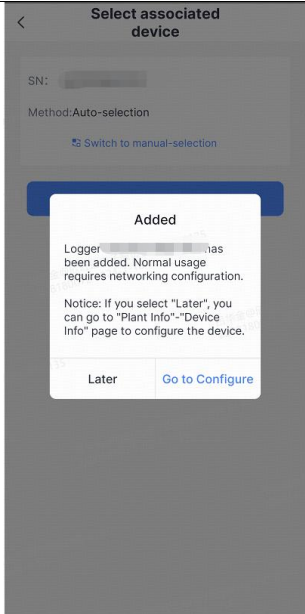 Select associated
device
SN:
Method:Auto-selection
Switch to manual-selection
Added
Logger has
been added. Normal usage
requires networking configuration.
Notice: If you select "Later", you
can go to "Plant Info"-"Device
Info" page to configure the device.
Later
Go to Configure